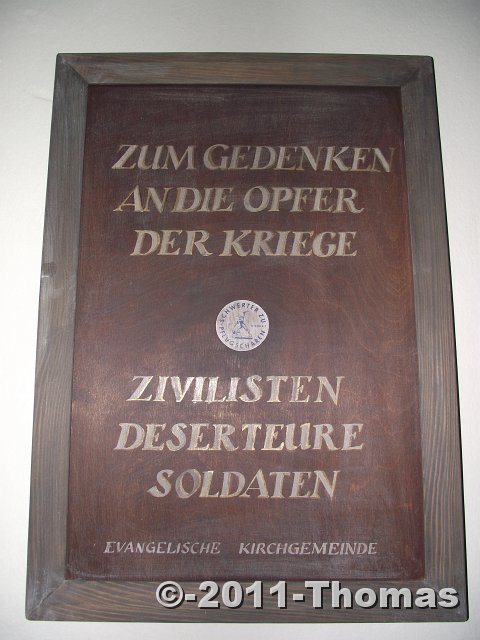 ZUM GEDENKEN
AN DIE OPFER
DER KRIEGE
SCHWERTER ZU
PFLUGSCHAREN
ZIVILISTEN
DESERTEURE
SOLDATEN
EVANGELISCHE KIRCHGEMEINDE
©-2011-Thomas